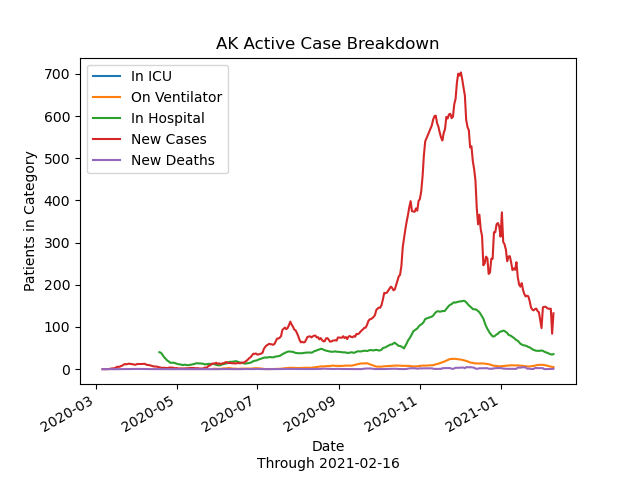 AK Active Case Breakdown
In ICU
On Ventilator
In Hospital
New Cases
New Deaths
Patients in Category
700
600
500
400
300
200
100
0
2020-03
2020-05
2020-07
2020-09
2020-11
2021-01
Date
Through 2021-02-16